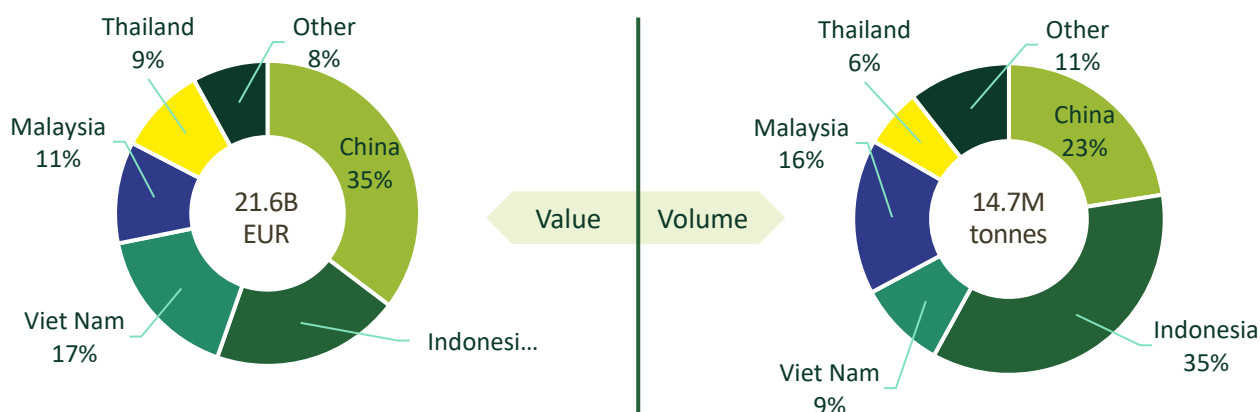 Thailand
9%
Other
8%
China
35%
Indonesi...
Viet Nam
17%
Malaysia
11%
21.6B
EUR
Value
Volume
Thailand
6%
Other
11%
China
23%
Indonesia
35%
Viet Nam
9%
Malaysia
16%
14.7M
tonnes